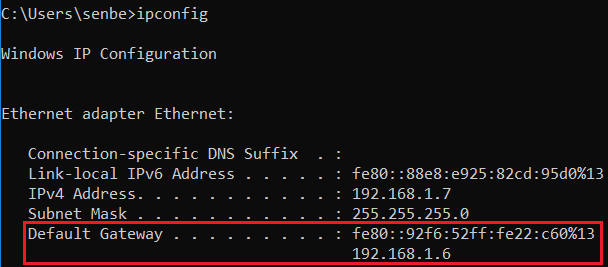 C:\Users\senbe>ipconfig
Windows IP Configuration
Ethernet adapter Ethernet:
Connection-specific DNS Suffix  . :
Link-local IPv6 Address . . . . . : fe80::88e8:e925:82cd:95d0%13
IPv4 Address. . . . . . . . . . . : 192.168.1.7
Subnet Mask . . . . . . . . . . . : 255.255.255.0
Default Gateway . . . . . . . . . : fe80::92f6:52ff:fe22:c60%13
192.168.1.6